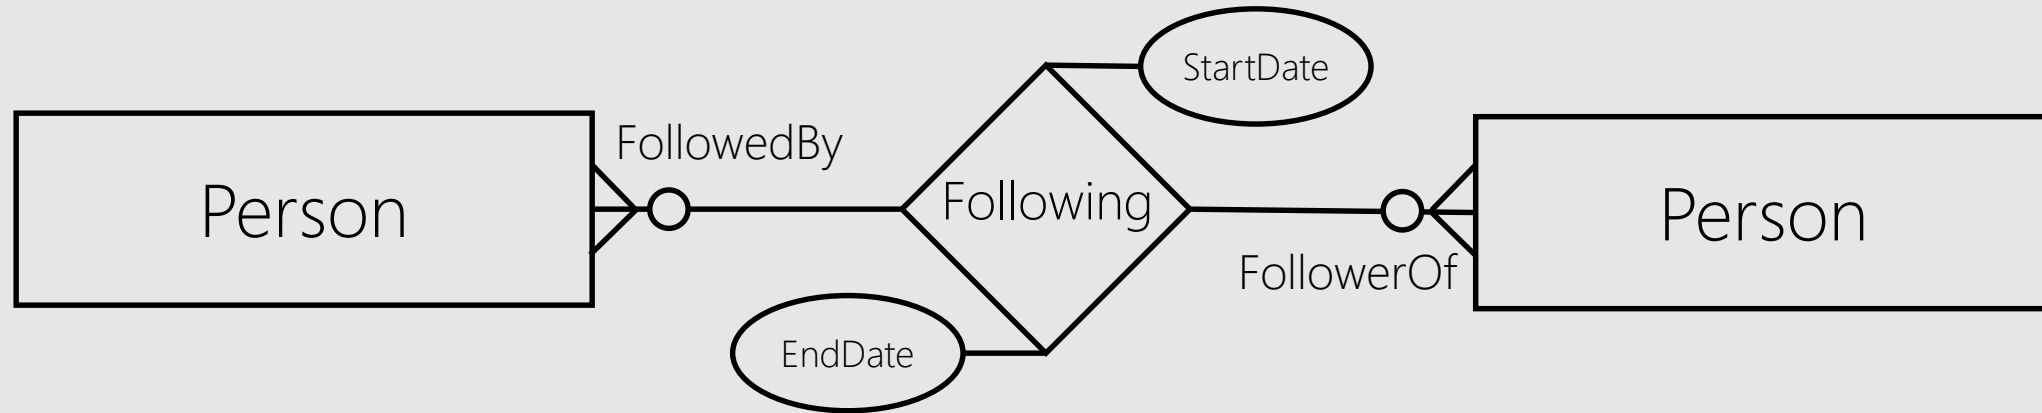 StartDate
FollowedBy
Person
Following
Person
FollowerOf
EndDate